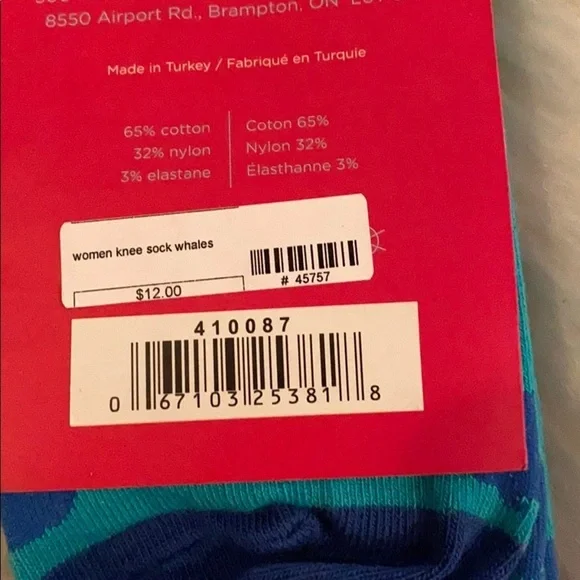 8550 Airport Rd., Brampton, ON
Made in Turkey / Fabriqué en Turquie
65% cotton
32% nylon
3% elastane
Coton 65%
Nylon 32%
Élasthanne 3%
women knee sock whales
# 45757
$12.00
410087
0 67103 25381 8